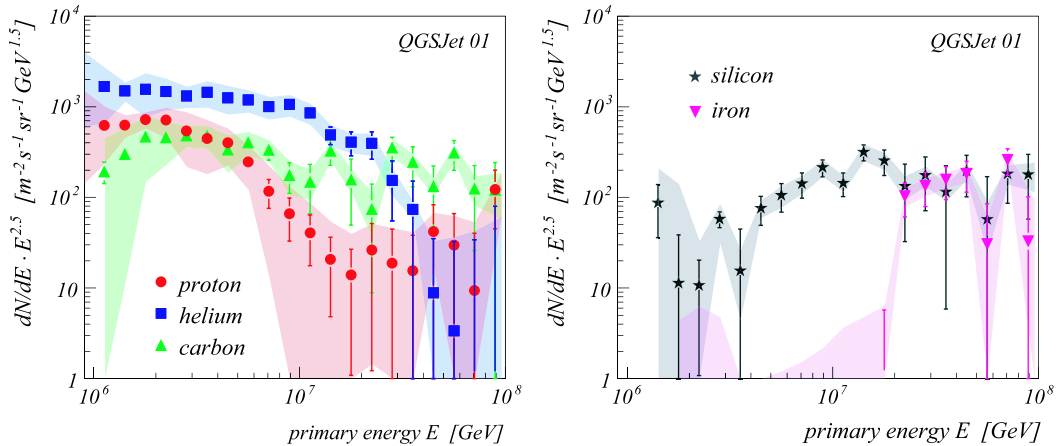 dN/dE · E^2.5 [m^-2 s^-1 sr^-1 GeV^1.5]
10^4
10^3
10^2
10
1
QGSJet 01
proton
helium
carbon
10^6
10^7
10^8
primary energy E [GeV]
dN/dE · E^2.5 [m^-2 s^-1 sr^-1 GeV^1.5]
10^4
10^3
10^2
10
1
QGSJet 01
silicon
iron
10^6
10^7
10^8
primary energy E [GeV]